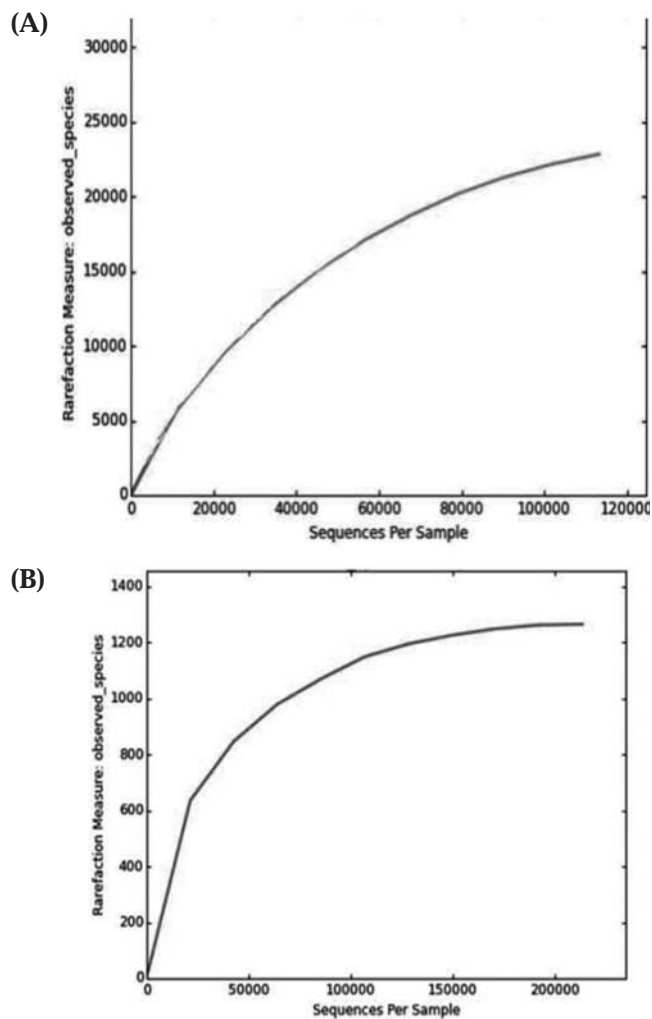 (A)
30000
25000
20000
15000
10000
5000
0
Rarefaction Measure: observed_species
0 20000 40000 60000 80000 100000 120000
Sequences Per Sample
(B)
1400
1200
1000
800
600
400
200
0
Rarefaction Measure: observed_species
0 50000 100000 150000 200000
Sequences Per Sample